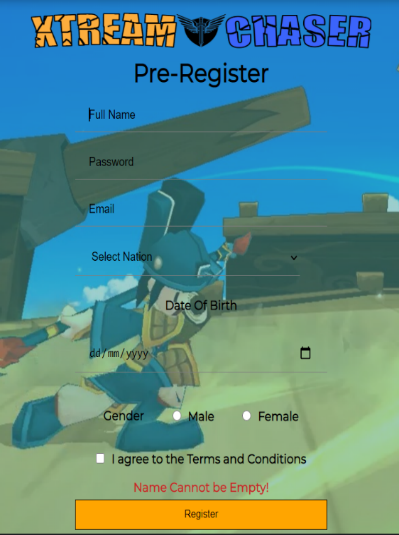 XTREAM CHASER
Pre-Register
Full Name
Password
Email
Select Nation
Date Of Birth
dd/mm/yyyy
Gender Male Female
I agree to the Terms and Conditions
Name Cannot be Empty!
Register